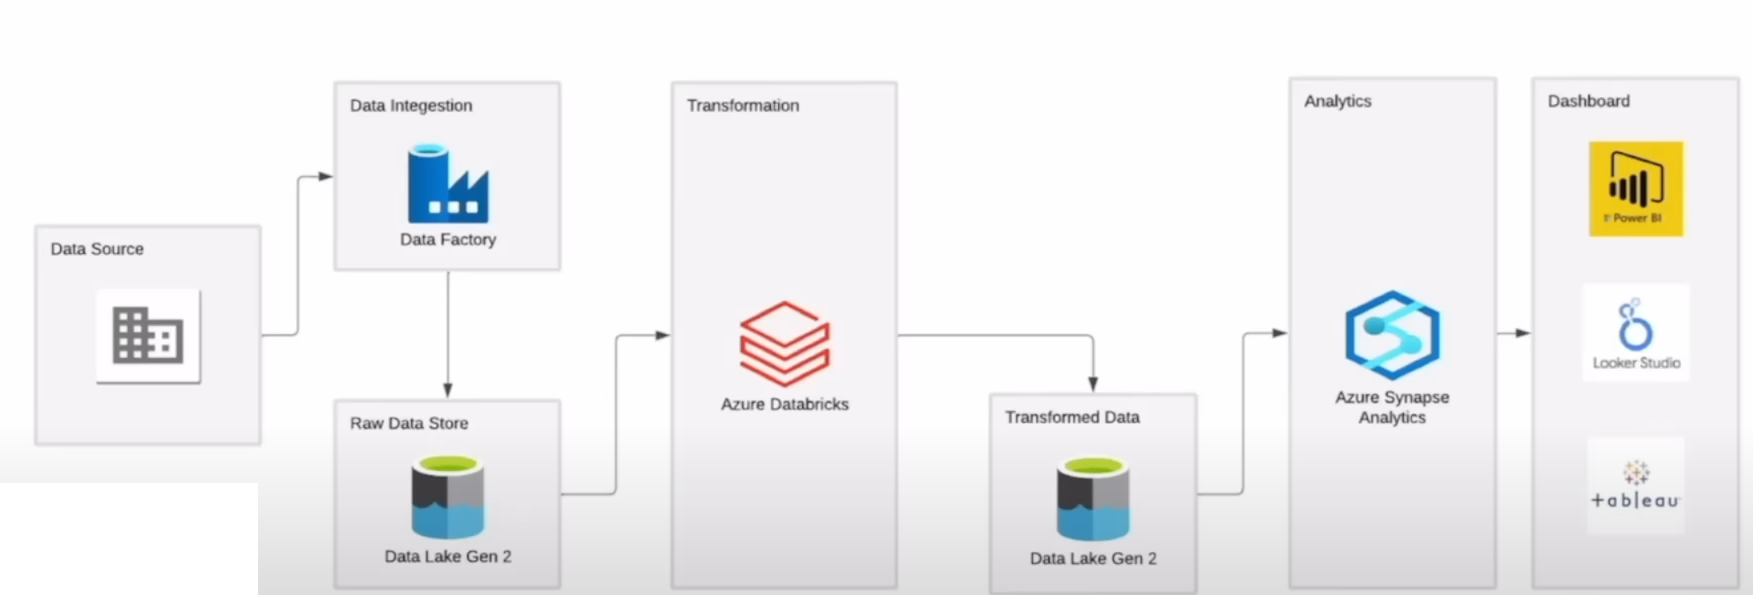 Data Source
Data Integestion
Data Factory
Raw Data Store
Data Lake Gen 2
Transformation
Azure Databricks
Transformed Data
Data Lake Gen 2
Analytics
Azure Synapse
Analytics
Dashboard
Power BI
Looker Studio
+ableau